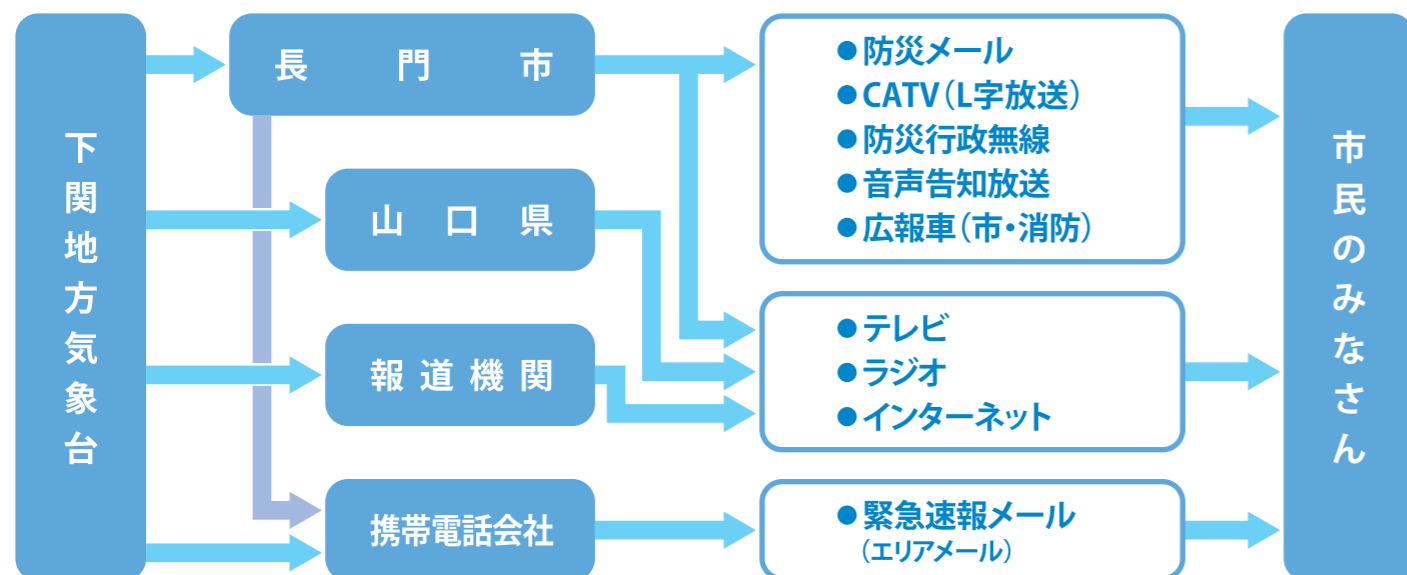 下関地方気象台
長門市
山口県
報道機関
携帯電話会社
●防災メール
●CATV(L字放送)
●防災行政無線
●音声告知放送
●広報車(市・消防)
●テレビ
●ラジオ
●インターネット
●緊急速報メール
(エリアメール)
市民のみなさん